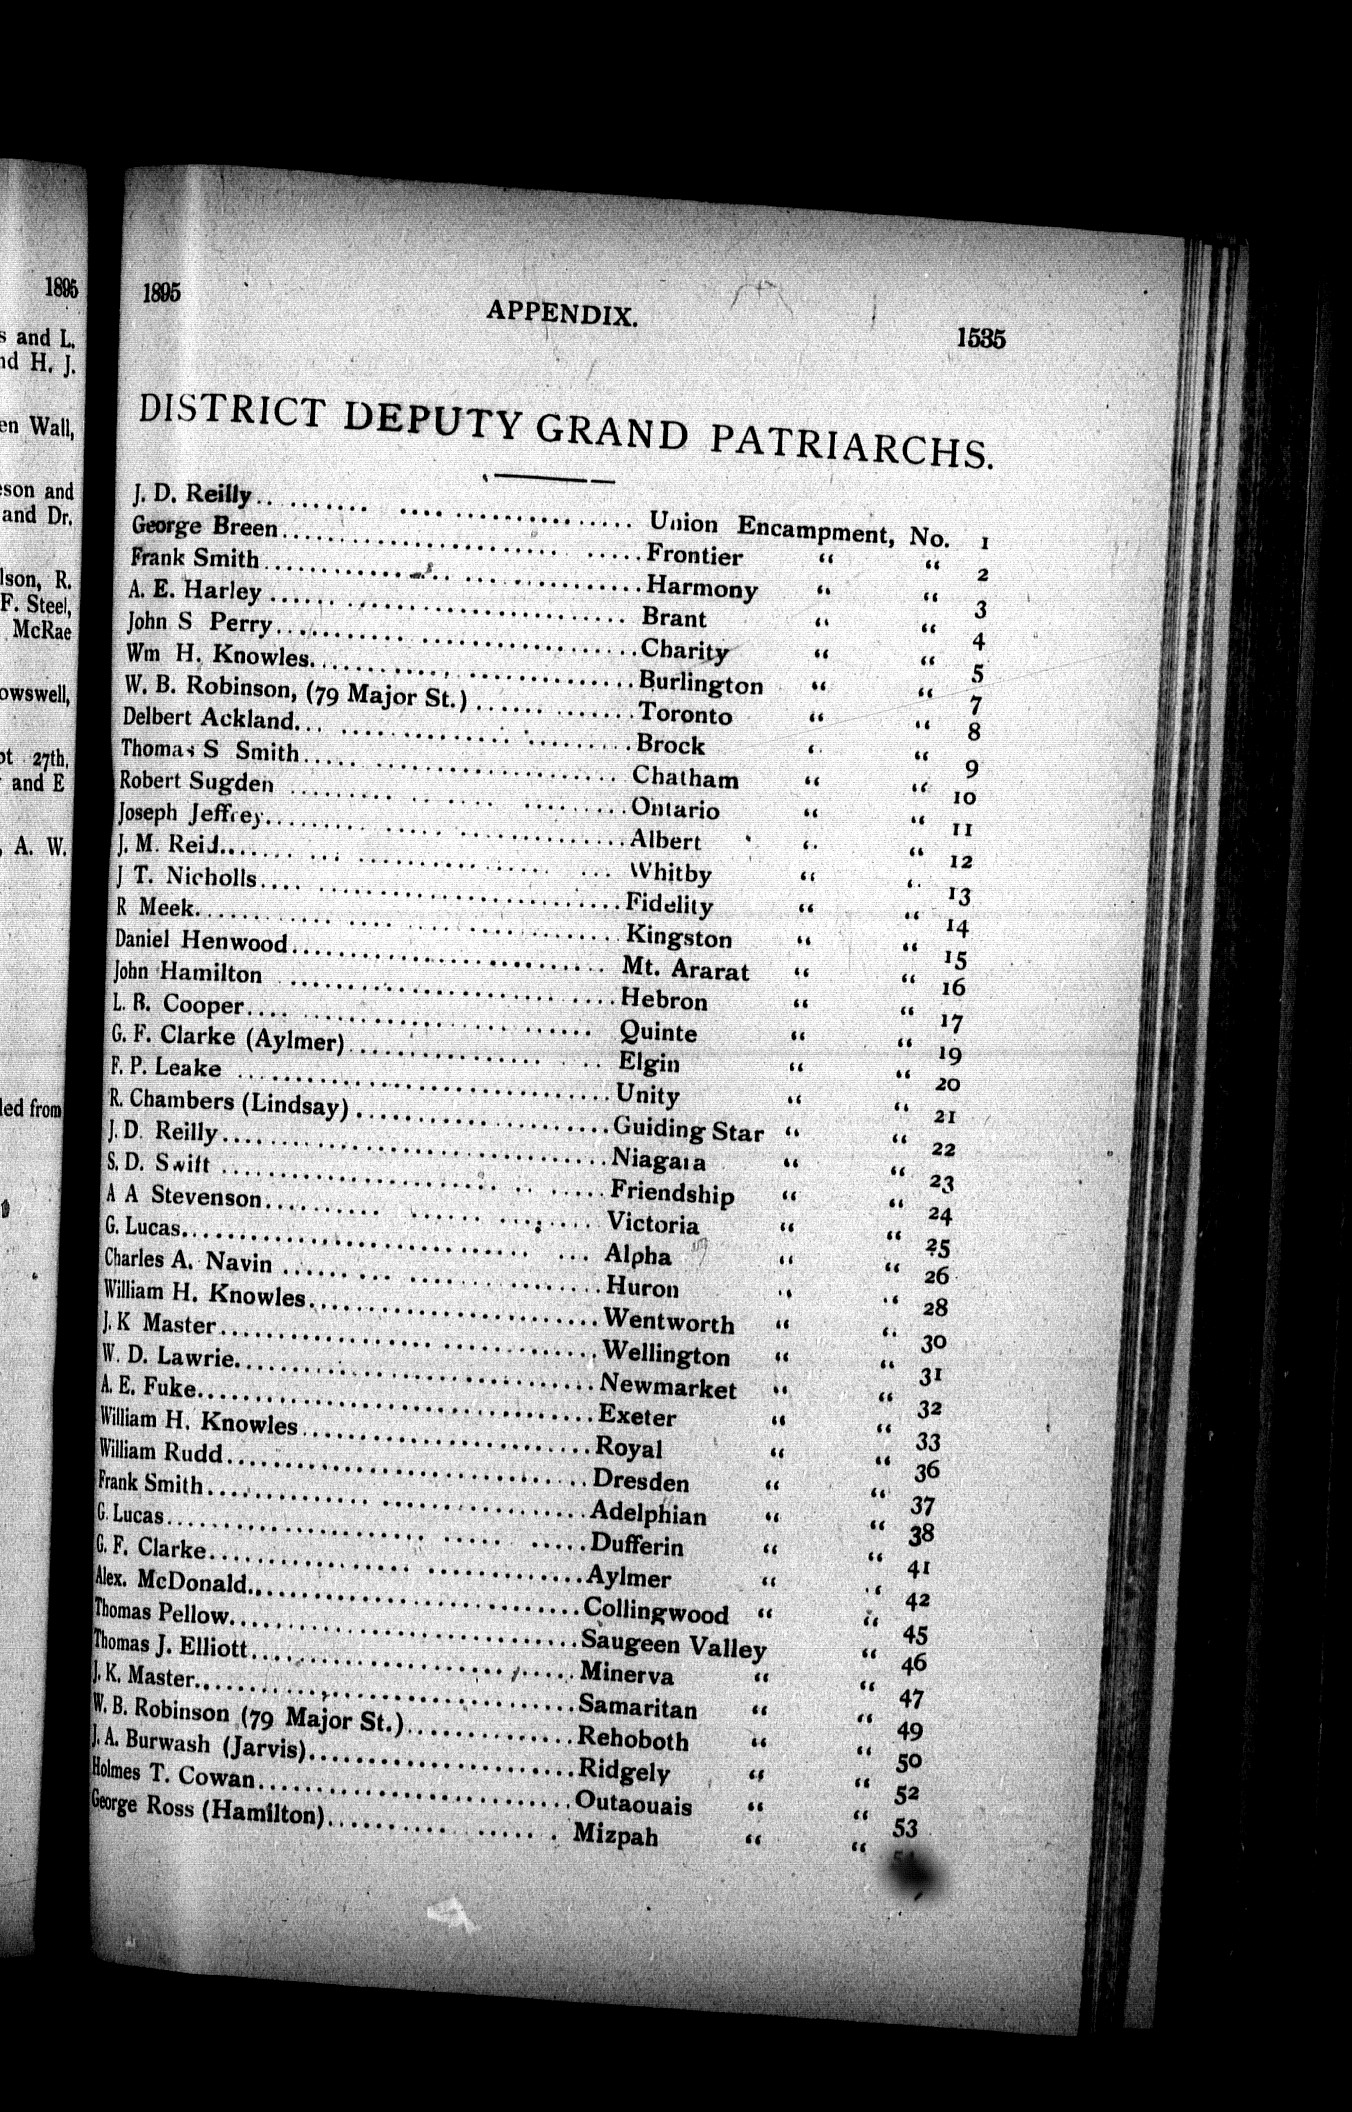 1895
s and L.
nd H. J.
en Wall,
son and
and Dr.
lson, R.
F. Steel,
McRae
owswell,
pt 27th.
and E
, A. W.
led from
1895 APPENDIX. 1535
DISTRICT DEPUTY GRAND PATRIARCHS.
J. D. Reilly.................... Union Encampment, No. 1
George Breen....................Frontier “ “ 2
Frank Smith....................Harmony “ “ 3
A. E. Harley.................... Brant “ “ 4
John S Perry....................Charity “ “ 5
Wm H. Knowles....................Burlington “ “ 7
W. B. Robinson, (79 Major St.)..............Toronto “ “ 8
Delbert Ackland....................Brock “ “ 9
Thomas S Smith.................... Chatham “ “ 10
Robert Sugden ....................Ontario “ “ 11
Joseph Jeffrey....................Albert “ “ 12
J. M. Reid.................... Whitby “ “ 13
J T. Nicholls....................Fidelity “ “ 14
R Meek....................Kingston “ “ 15
Daniel Henwood.................... Mt. Ararat “ “ 16
John Hamilton ....................Hebron “ “ 17
L. B. Cooper.................... Quinte “ “ 19
G. F. Clarke (Aylmer).................... Elgin “ “ 20
F. P. Leake ....................Unity “ “ 21
R. Chambers (Lindsay) ....................Guiding Star “ “ 22
J. D. Reilly....................Niagara “ “ 23
S. D. Swift ....................Friendship “ “ 24
A A Stevenson.................... Victoria “ “ 25
G. Lucas.................... Alpha “ “ 26
Charles A. Navin ....................Huron “ “ 28
William H. Knowles....................Wentworth “ “ 30
J. K Master....................Wellington “ “ 31
W. D. Lawrie....................Newmarket “ “ 32
A. E. Fuke....................Exeter “ “ 33
William H. Knowles....................Royal “ “ 36
William Rudd....................Dresden “ “ 37
Frank Smith....................Adelphian “ “ 38
G. Lucas....................Dufferin “ “ 41
G. F. Clarke....................Aylmer “ “ 42
Alex. McDonald....................Collingwood “ “ 45
Thomas Pellow....................Saugeen Valley “ 46
Thomas J. Elliott....................Minerva “ “ 47
J. K. Master....................Samaritan “ “ 49
W. B. Robinson (79 Major St.)..............Rehoboth “ “ 50
J. A. Burwash (Jarvis)....................Ridgely “ “ 52
Holmes T. Cowan....................Outaouais “ “ 53
George Ross (Hamilton).................... Mizpah “ “